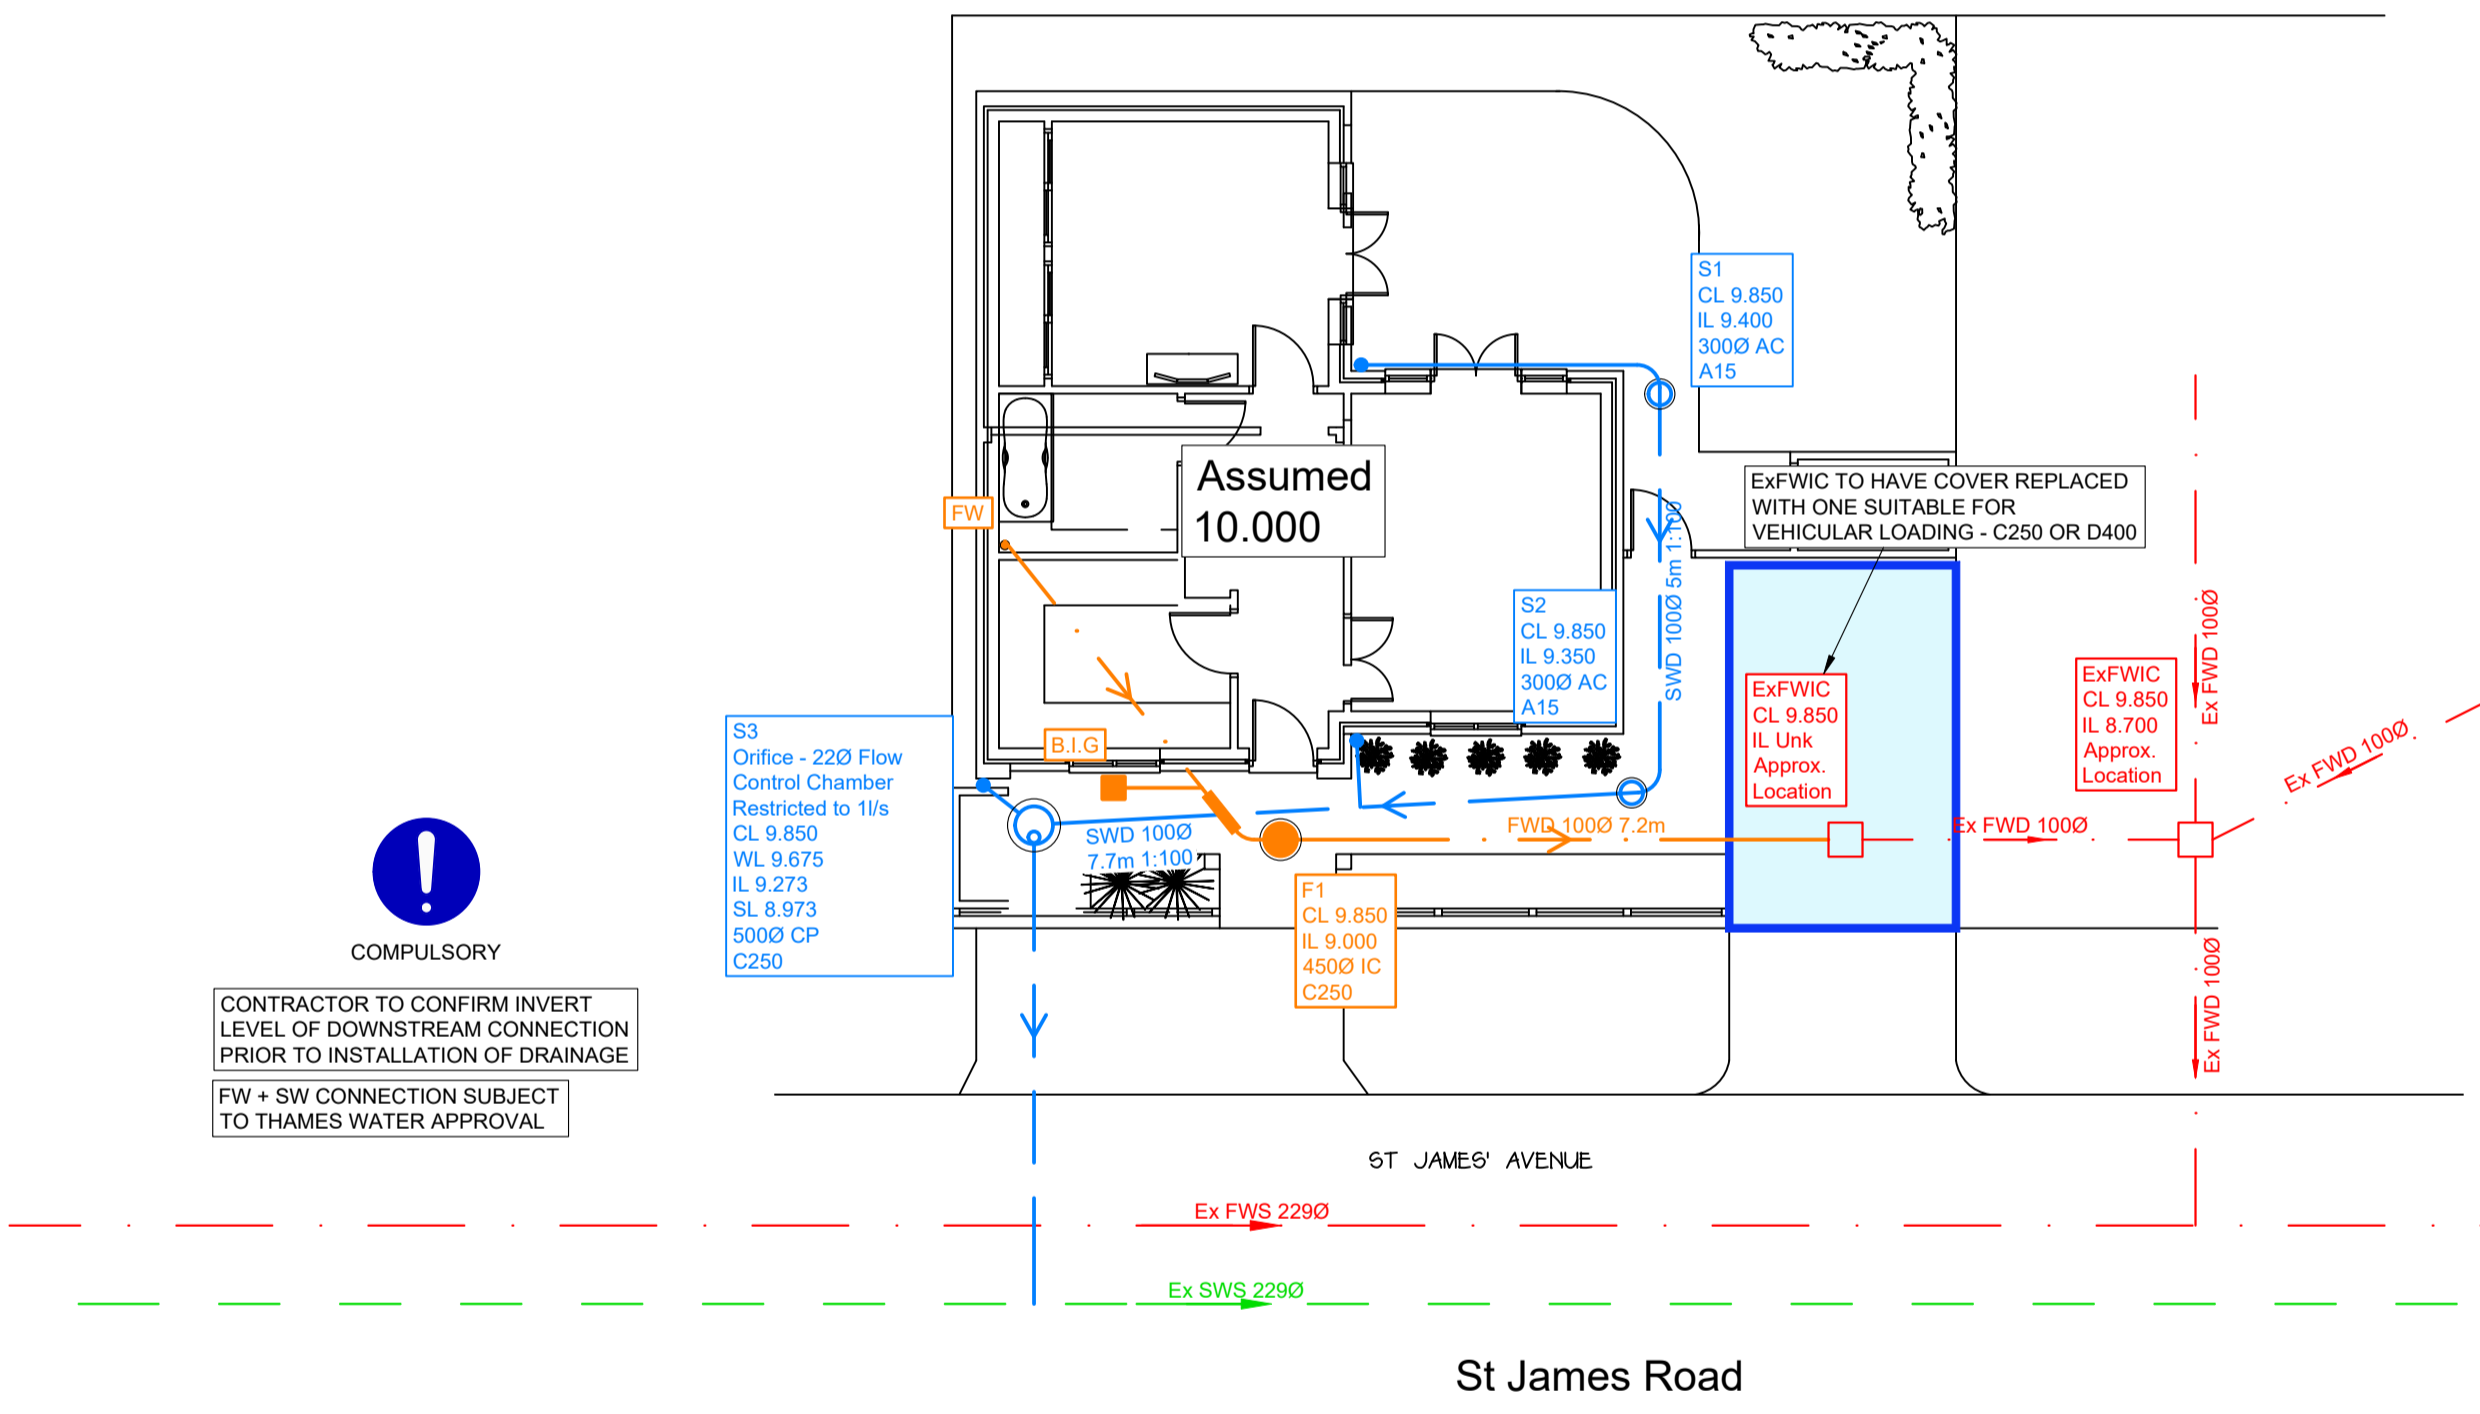 S1
CL 9.850
IL 9.400
300Ø AC
A15
Assumed
10.000
ExFWIC TO HAVE COVER REPLACED
WITH ONE SUITABLE FOR
VEHICULAR LOADING - C250 OR D400
FW
SWD 100Ø 5m 1:100
S2
CL 9.850
IL 9.350
300Ø AC
A15
Ex FWD 100Ø
ExFWIC
CL 9.850
IL Unk
Approx.
Location
ExFWIC
CL 9.850
IL 8.700
Approx.
Location
Ex FWD 100Ø
B.I.G
S3
Orifice - 22Ø Flow
Control Chamber
Restricted to 1l/s
CL 9.850
WL 9.675
IL 9.273
SL 8.973
500Ø CP
C250
SWD 100Ø
7.7m 1:100
FWD 100Ø 7.2m
Ex FWD 100Ø
F1
CL 9.850
IL 9.000
450Ø IC
C250
Ex FWD 100Ø
COMPULSORY
CONTRACTOR TO CONFIRM INVERT
LEVEL OF DOWNSTREAM CONNECTION
PRIOR TO INSTALLATION OF DRAINAGE
FW + SW CONNECTION SUBJECT
TO THAMES WATER APPROVAL
ST JAMES' AVENUE
Ex FWS 229Ø
Ex SWS 229Ø
St James Road